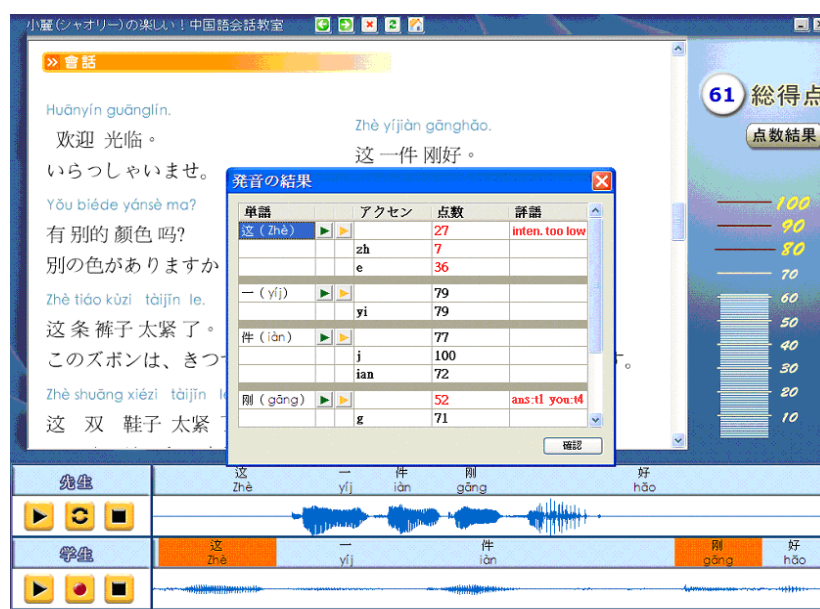 小麗(シャオリー)の楽しい！中国語会話教室
會話
Huānyín guānglín.
欢迎 光临。
いらっしゃいませ。
Yǒu biéde yánsè ma?
有 别的 颜色 吗?
別の色がありますか
Zhè tiáo kùzi tàijǐn le.
这 条 裤子 太紧 了。
このズボンは、きつ
Zhè shuāng xiézi tàijǐn le
这 双 鞋子 太紧 了
Zhè yíjiàn gānghǎo.
这 一件 刚好。
す。
発音の結果
単語 アクセン 点数 評語
这 ( Zhè) 27 inten. too low
zh 7
e 36
一 ( yíj) 79
yi 79
件 ( iàn) 77
j 100
ian 72
刚 ( gāng) 52 ans:t1 you:t4
g 71
確認
61 総得点
点数結果
100
90
80
70
60
50
40
30
20
10
先生
这 一 件 刚 好
Zhè yíj iàn gāng hǎo
学生
这 一 件 刚 好
Zhè yíj iàn gāng hǎo